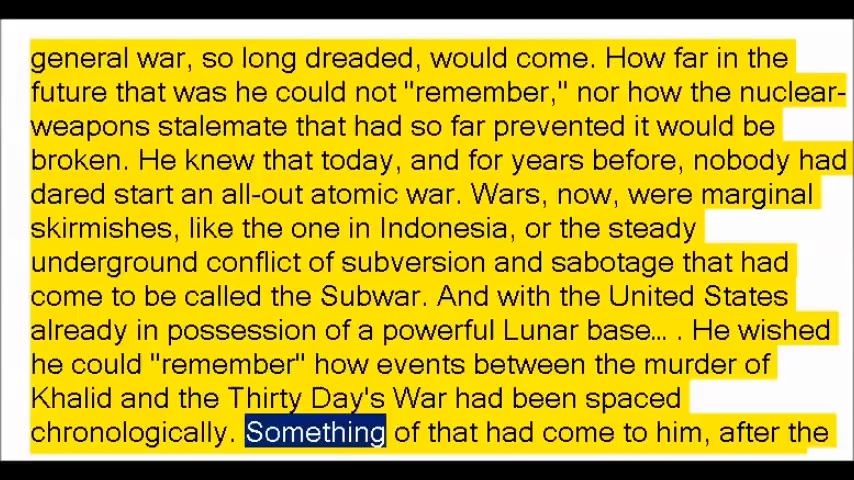 general war, so long dreaded, would come. How far in the
future that was he could not "remember," nor how the nuclear-
weapons stalemate that had so far prevented it would be
broken. He knew that today, and for years before, nobody had
dared start an all-out atomic war. Wars, now, were marginal
skirmishes, like the one in Indonesia, or the steady
underground conflict of subversion and sabotage that had
come to be called the Subwar. And with the United States
already in possession of a powerful Lunar base... . He wished
he could "remember" how events between the murder of
Khalid and the Thirty Day's War had been spaced
chronologically. Something of that had come to him, after the